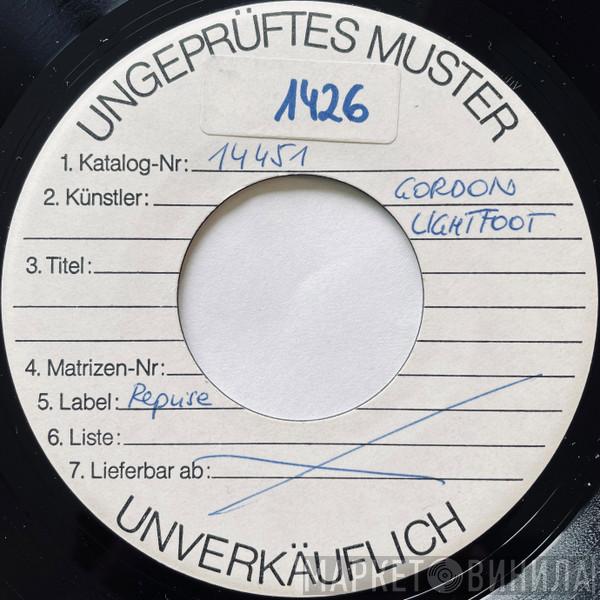 UNGEPRÜFTES MUSTER
1426
1. Katalog-Nr: 14451
2. Künstler: GORDON
LIGHTFOOT
3. Titel:
4. Matrizen-Nr:
5. Label: Repuise
6. Liste:
7. Lieferbar ab:
UNVERKÄUFLICH
МАРКЕТ ВИНИЛА